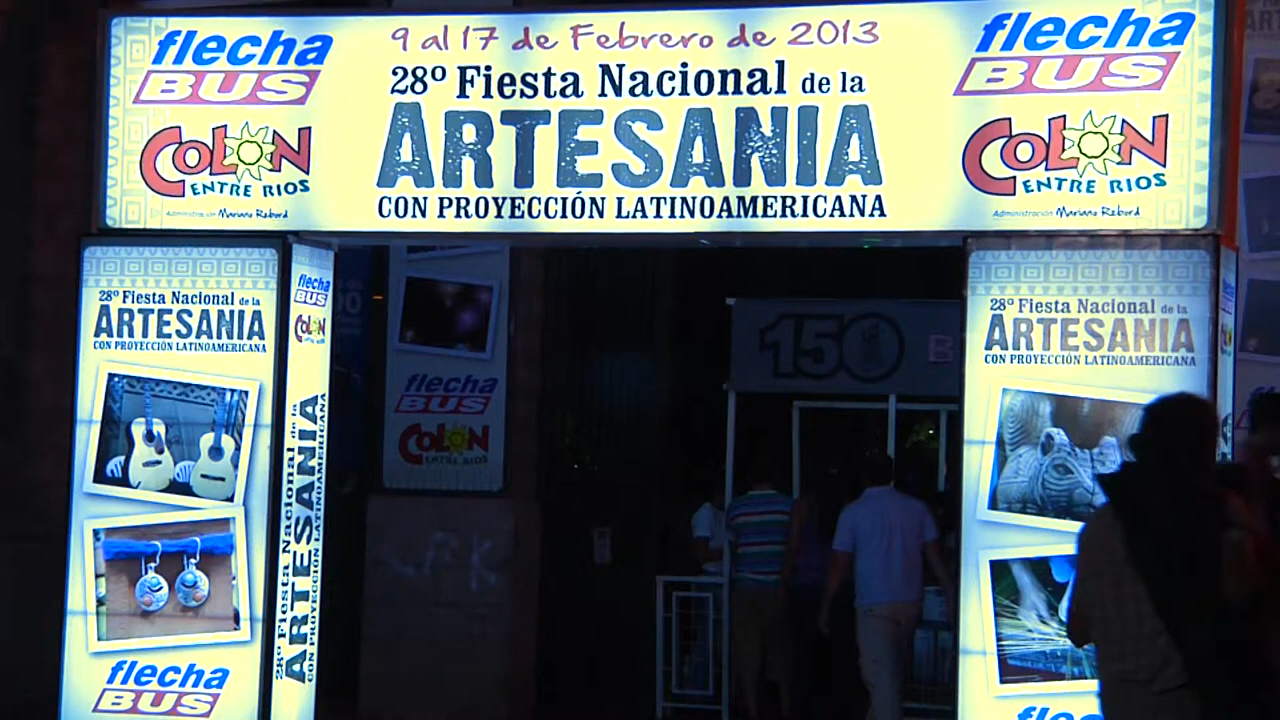 flecha
BUS
COLÓN
ENTRE RIOS
Administración Mariano Rebord
9 al 17 de Febrero de 2013
28º Fiesta Nacional de la
ARTESANIA
CON PROYECCIÓN LATINOAMERICANA
flecha
BUS
COLON
ENTRE RIOS
Administración Mariano Rebord
28º Fiesta Nacional de la
ARTESANIA
CON PROYECCIÓN LATINOAMERICANA
flecha
BUS
flecha
BUS
COLON
28º Fiesta Nacional de la
ARTESANIA
CON PROYECCIÓN LATINOAMERICANA
flecha
BUS
COLON
ENTRE RIOS
150
B
28º Fiesta Nacional de la
ARTESANIA
CON PROYECCIÓN LATINOAMERICANA
flecha